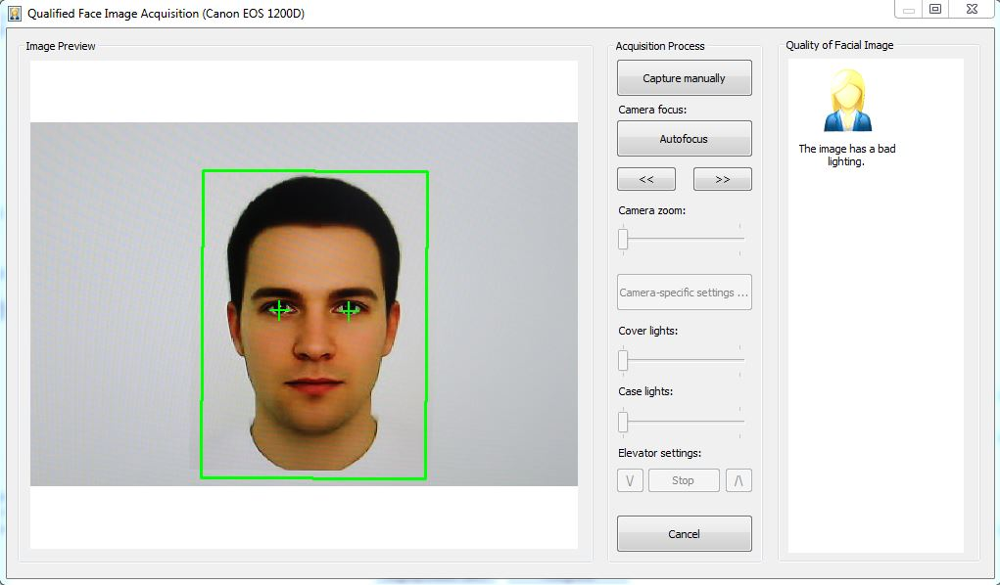 Qualified Face Image Acquisition (Canon EOS 1200D)
Image Preview
Acquisition Process
Capture manually
Camera focus:
Autofocus
<<
>>
Camera zoom:
Camera-specific settings ...
Cover lights:
Case lights:
Elevator settings:
\/
Stop
/\
Cancel
Quality of Facial Image
The image has a bad
lighting.